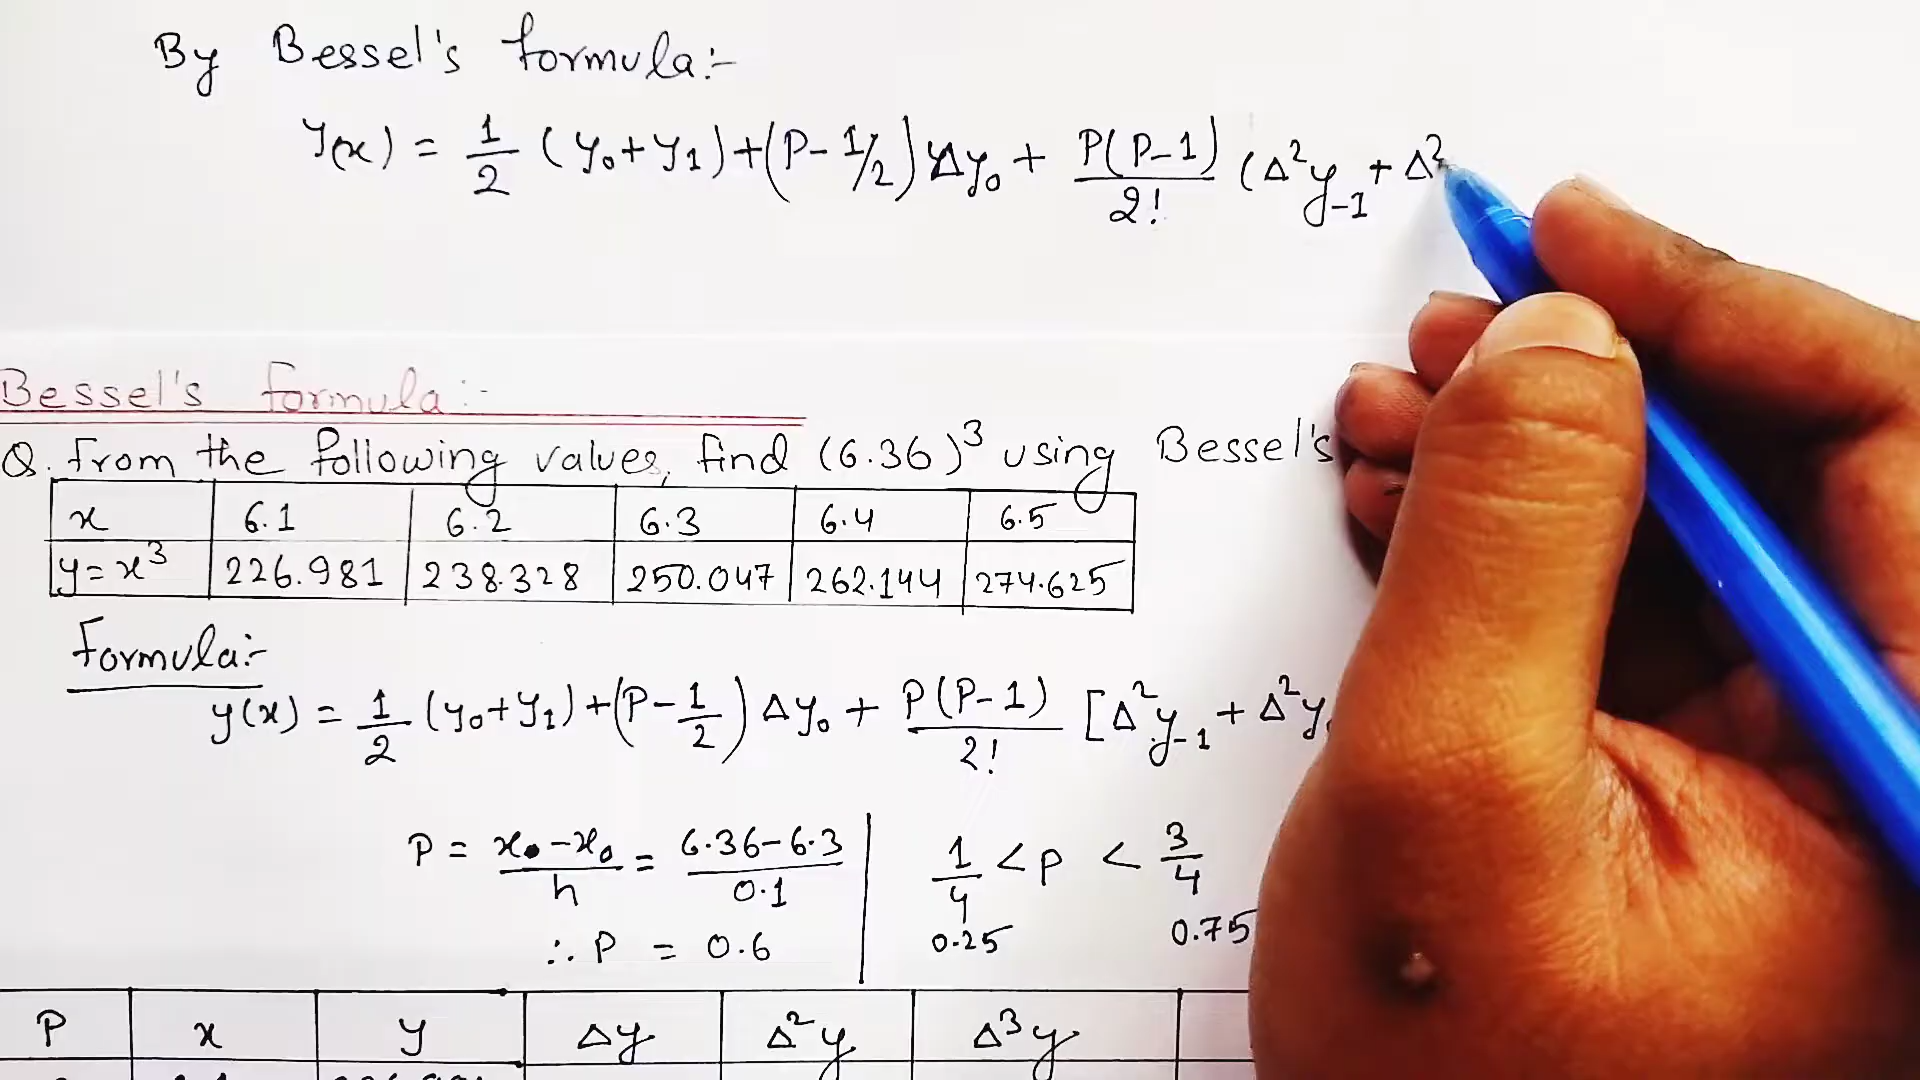 By Bessel's formula:-
y(x) = 1/2 (y₀+y₁)+(P-1/2)Δy₀ + P(P-1)/2! (Δ²y₋₁ + Δ²
Bessel's formula:-
Q. From the following values, find (6.36)³ using Bessel's
x 6.1 6.2 6.3 6.4 6.5
y=x³ 226.981 238.328 250.047 262.144 274.625
Formula:-
y(x) = 1/2 (y₀+y₁)+(P-1/2)Δy₀ + P(P-1)/2! [Δ²y₋₁ + Δ²y
P = x-x₀/h = 6.36-6.3/0.1
1/4 < P < 3/4
∴ P = 0.6
0.25 0.75
P x y Δy Δ²y Δ³y